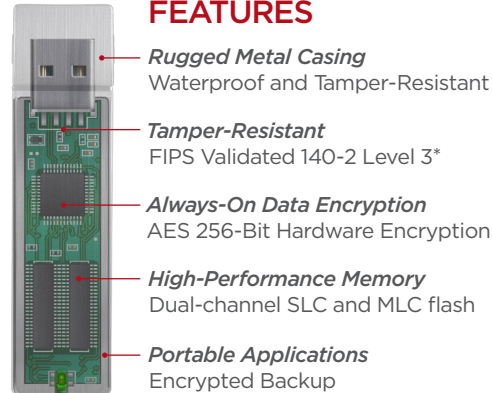 FEATURES
Rugged Metal Casing
Waterproof and Tamper-Resistant
Tamper-Resistant
FIPS Validated 140-2 Level 3*
Always-On Data Encryption
AES 256-Bit Hardware Encryption
High-Performance Memory
Dual-channel SLC and MLC flash
Portable Applications
Encrypted Backup